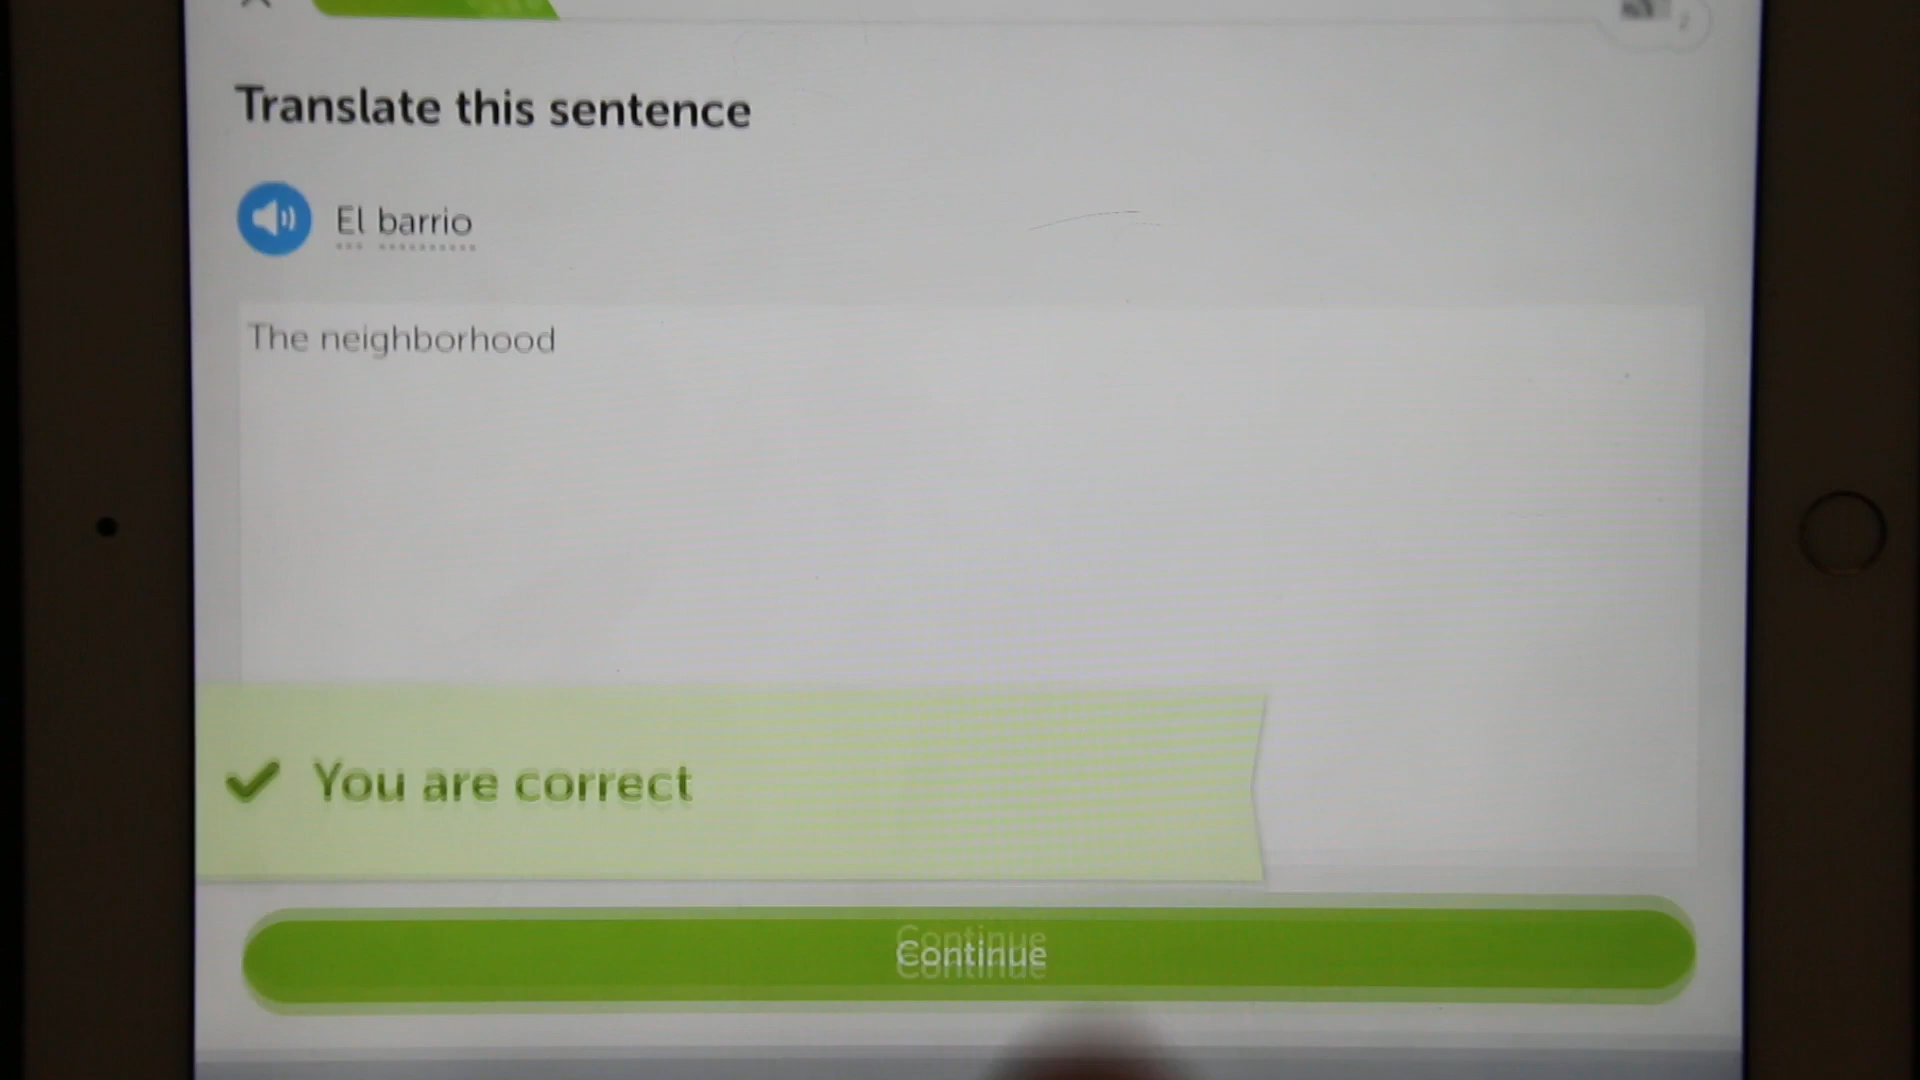 Translate this sentence
El barrio
The neighborhood
You are correct
Continue